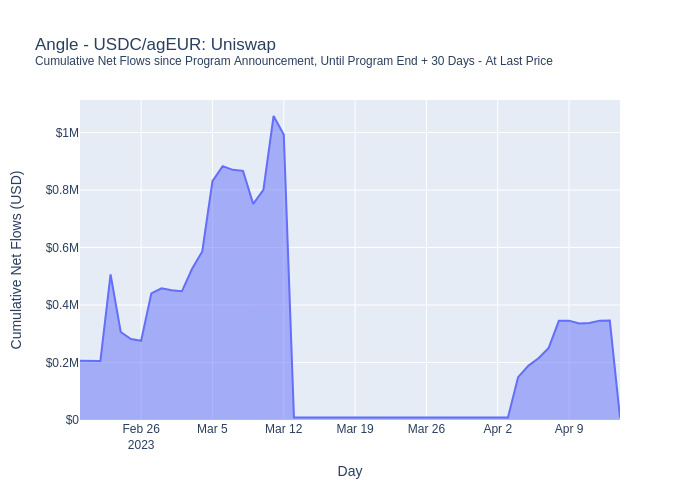 Angle - USDC/agEUR: Uniswap
Cumulative Net Flows since Program Announcement, Until Program End + 30 Days - At Last Price
Cumulative Net Flows (USD)
$1M
$0.8M
$0.6M
$0.4M
$0.2M
$0
Feb 26
2023
Mar 5
Mar 12
Mar 19
Mar 26
Apr 2
Apr 9
Day